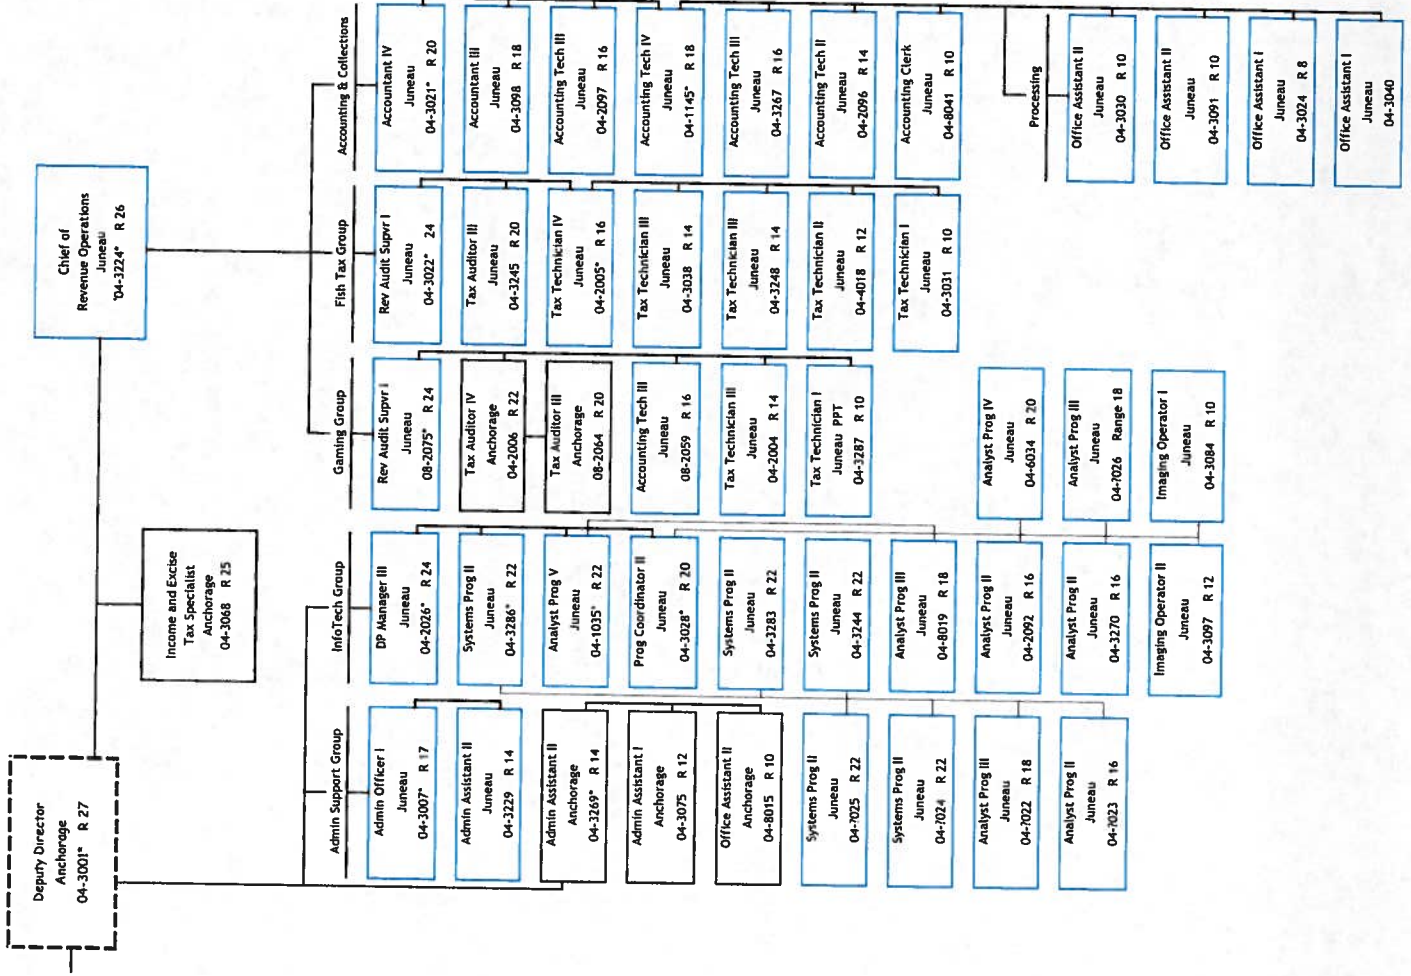 Deputy Director
Anchorage
04-3001* R 27
Chief of
Revenue Operations
Juneau
'04-3224* R 26
Income and Excise
Tax Specialist
Anchorage
04-3068 R 25
Admin Support Group
Admin Officer I
Juneau
04-3007* R 17
Admin Assistant II
Juneau
04-3229 R 14
Admin Assistant II
Anchorage
04-3269* R 14
Admin Assistant I
Anchorage
04-3075 R 12
Office Assistant II
Anchorage
04-8015 R 10
Systems Prog II
Juneau
04-?025 R 22
Systems Prog II
Juneau
04-?024 R 22
Analyst Prog III
Juneau
04-?022 R 18
Analyst Prog II
Juneau
04-?023 R 16
InfoTech Group
DP Manager III
Juneau
04-2026* R 24
Systems Prog II
Juneau
04-3286* R 22
Analyst Prog V
Juneau
04-1035* R 22
Prog Coordinator II
Juneau
04-3028* R 20
Systems Prog II
Juneau
04-3283 R 22
Systems Prog II
Juneau
04-3244 R 22
Analyst Prog III
Juneau
04-8019 R 18
Analyst Prog II
Juneau
04-2092 R 16
Analyst Prog II
Juneau
04-3270 R 16
Imaging Operator II
Juneau
04-3097 R 12
Gaming Group
Rev Audit Supvr I
Juneau
08-2075* R 24
Tax Auditor IV
Anchorage
04-2006 R 22
Tax Auditor III
Anchorage
08-2064 R 20
Accounting Tech III
Juneau
08-2059 R 16
Tax Technician III
Juneau
04-2004 R 14
Tax Technician I
Juneau PPT
04-3287 R 10
Analyst Prog IV
Juneau
04-6034 R 20
Analyst Prog III
Juneau
04-?026 Range 18
Imaging Operator I
Juneau
04-3084 R 10
Fish Tax Group
Rev Audit Supvr I
Juneau
04-3022* 24
Tax Auditor III
Juneau
04-3245 R 20
Tax Technician IV
Juneau
04-2005* R 16
Tax Technician III
Juneau
04-3038 R 14
Tax Technician III
Juneau
04-3248 R 14
Tax Technician II
Juneau
04-4018 R 12
Tax Technician I
Juneau
04-3031 R 10
Accounting & Collections
Accountant IV
Juneau
04-3021* R 20
Accountant III
Juneau
04-3098 R 18
Accounting Tech III
Juneau
04-2097 R 16
Accounting Tech IV
Juneau
04-1145* R 18
Accounting Tech III
Juneau
04-3267 R 16
Accounting Tech II
Juneau
04-2096 R 14
Accounting Clerk
Juneau
04-8041 R 10
Processing
Office Assistant II
Juneau
04-3030 R 10
Office Assistant II
Juneau
04-3091 R 10
Office Assistant I
Juneau
04-3024 R 8
Office Assistant I
Juneau
04-3040